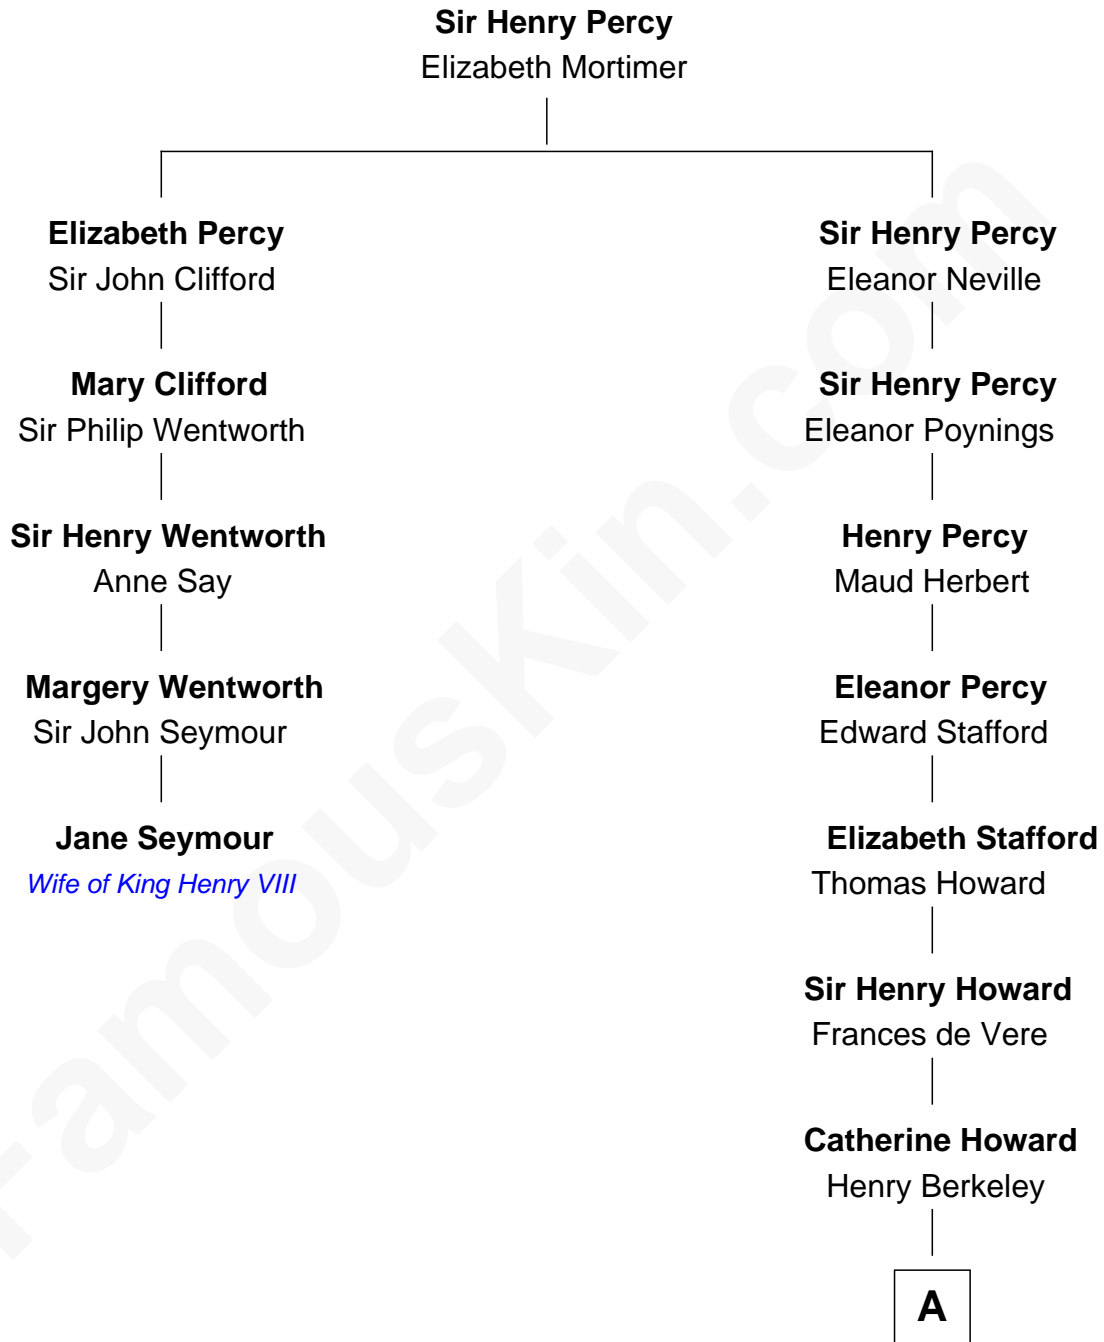 Sir Henry Percy
Elizabeth Mortimer
Elizabeth Percy
Sir John Clifford
Sir Henry Percy
Eleanor Neville
Mary Clifford
Sir Philip Wentworth
Sir Henry Percy
Eleanor Poynings
Sir Henry Wentworth
Anne Say
Henry Percy
Maud Herbert
Margery Wentworth
Sir John Seymour
Eleanor Percy
Edward Stafford
Jane Seymour
Wife of King Henry VIII
Elizabeth Stafford
Thomas Howard
Sir Henry Howard
Frances de Vere
Catherine Howard
Henry Berkeley
A
FamousKin.com